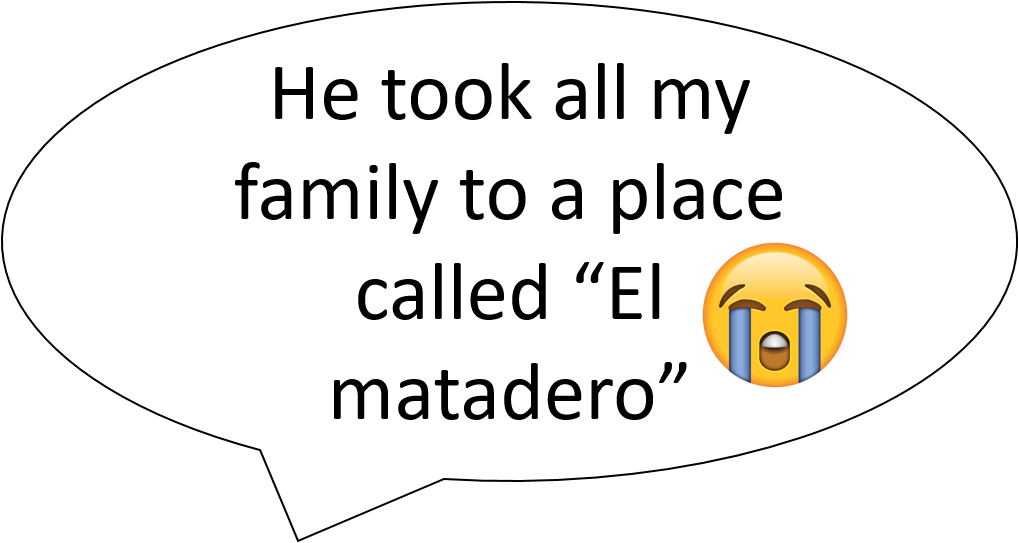 He took all my
family to a place
called “El
matadero”